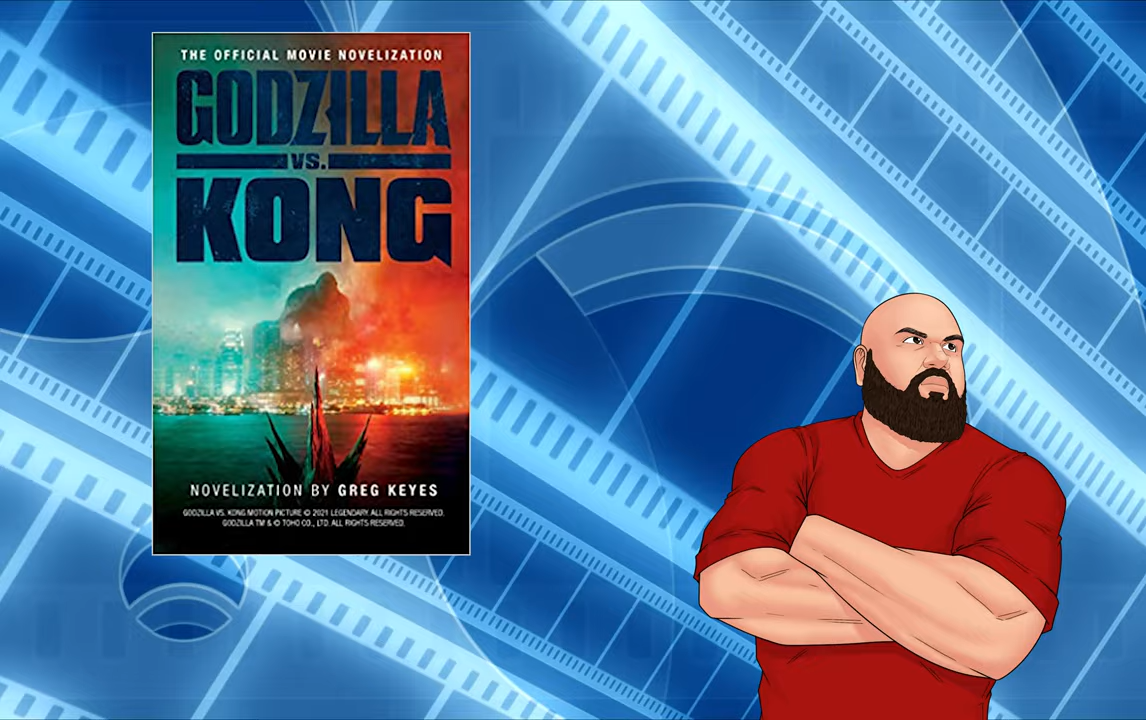 THE OFFICIAL MOVIE NOVELIZATION
GODZILLA
VS.
KONG
NOVELIZATION BY GREG KEYES
GODZILLA VS. KONG MOTION PICTURE © 2021 LEGENDARY. ALL RIGHTS RESERVED.
GODZILLA TM & © TOHO CO., LTD. ALL RIGHTS RESERVED.